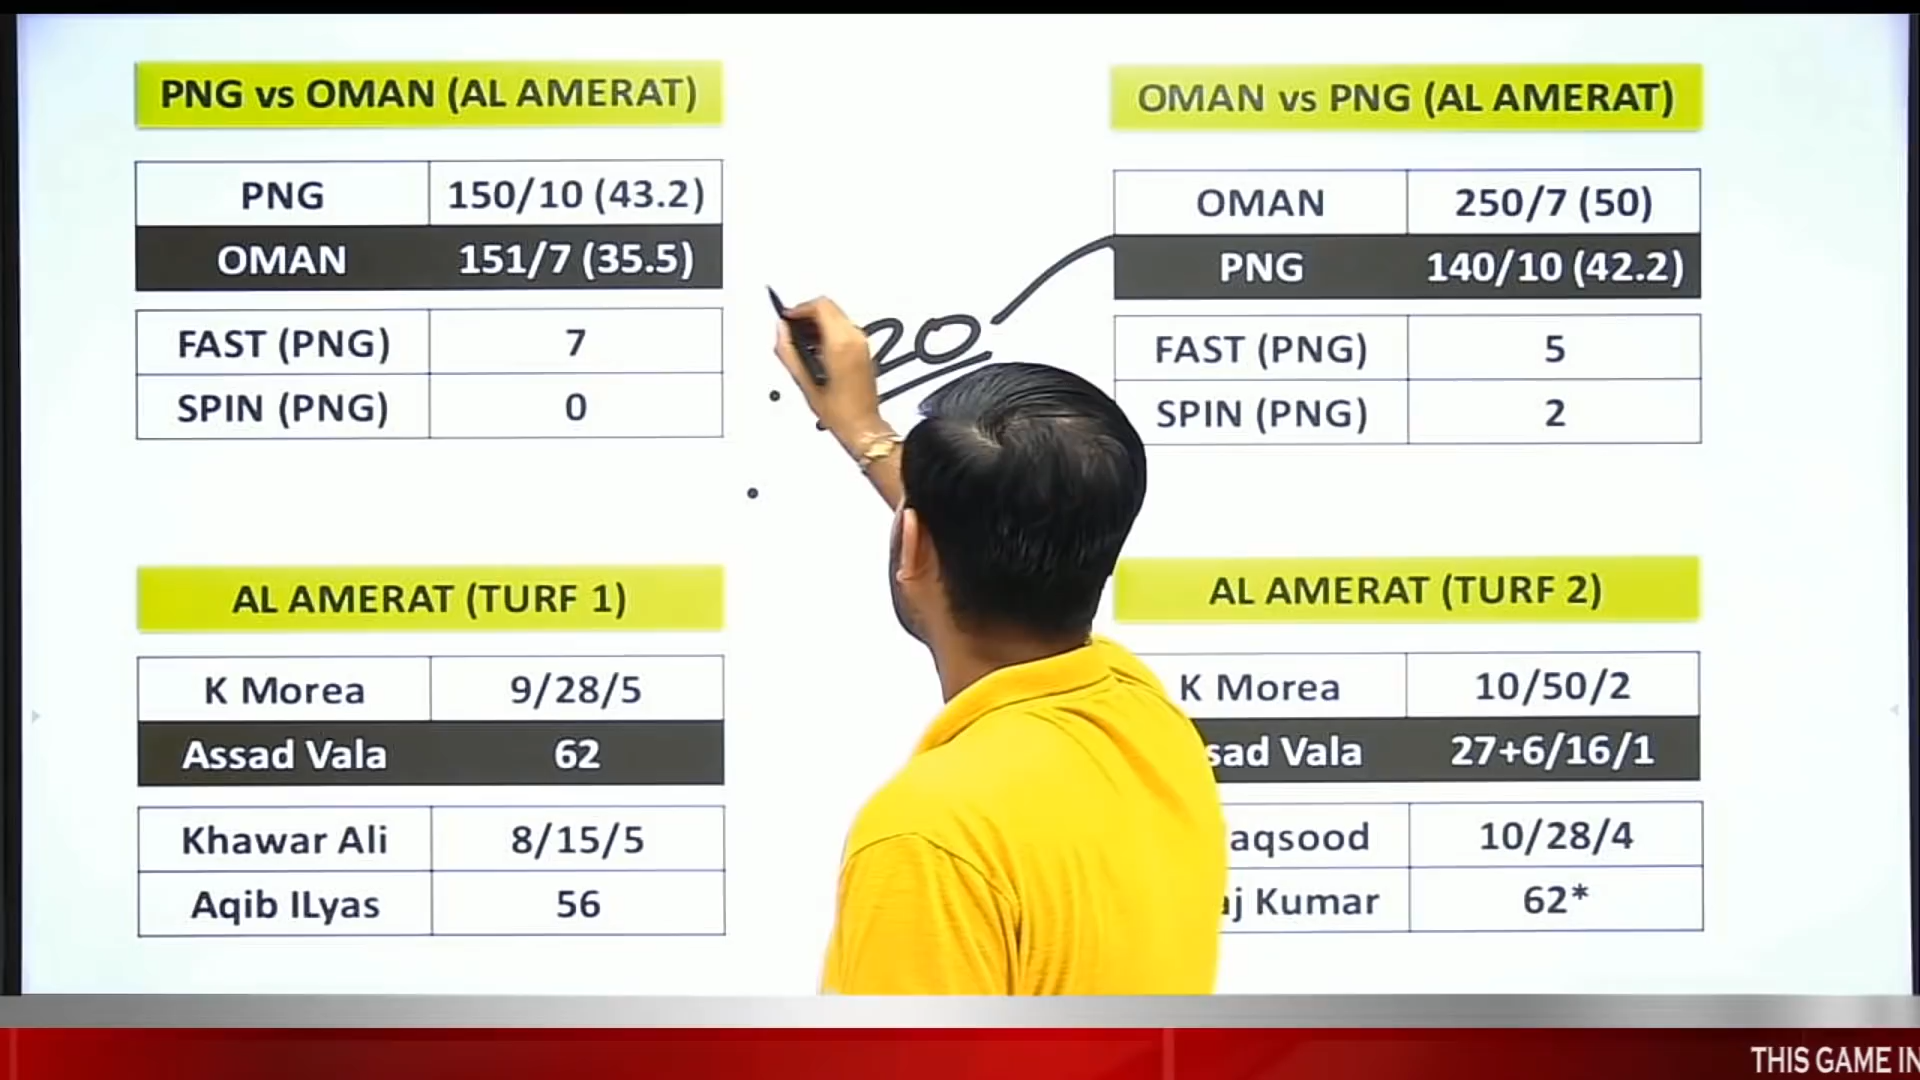 PNG vs OMAN (AL AMERAT)
PNG 150/10 (43.2)
OMAN 151/7 (35.5)
FAST (PNG) 7
SPIN (PNG) 0
OMAN vs PNG (AL AMERAT)
OMAN 250/7 (50)
PNG 140/10 (42.2)
FAST (PNG) 5
SPIN (PNG) 2
20
AL AMERAT (TURF 1)
K Morea 9/28/5
Assad Vala 62
Khawar Ali 8/15/5
Aqib ILyas 56
AL AMERAT (TURF 2)
K Morea 10/50/2
sad Vala 27+6/16/1
aqsood 10/28/4
aj Kumar 62*
THIS GAME IN